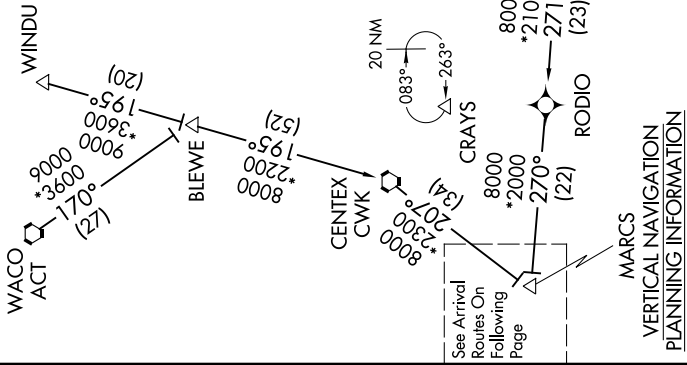 WINDU
(20)
195°
*3600
9000
WACO
ACT
9000
*3600
170°
(27)
BLEWE
(52)
195°
*2200
8000
20 NM
083°
263°
CRAYS
800
*210
271
(23)
RODIO
CENTEX
CWK
(34)
207°
*2300
8000
8000
*2000
270°
(22)
See Arrival
Routes On
Following
Page
MARCS
VERTICAL NAVIGATION
PLANNING INFORMATION